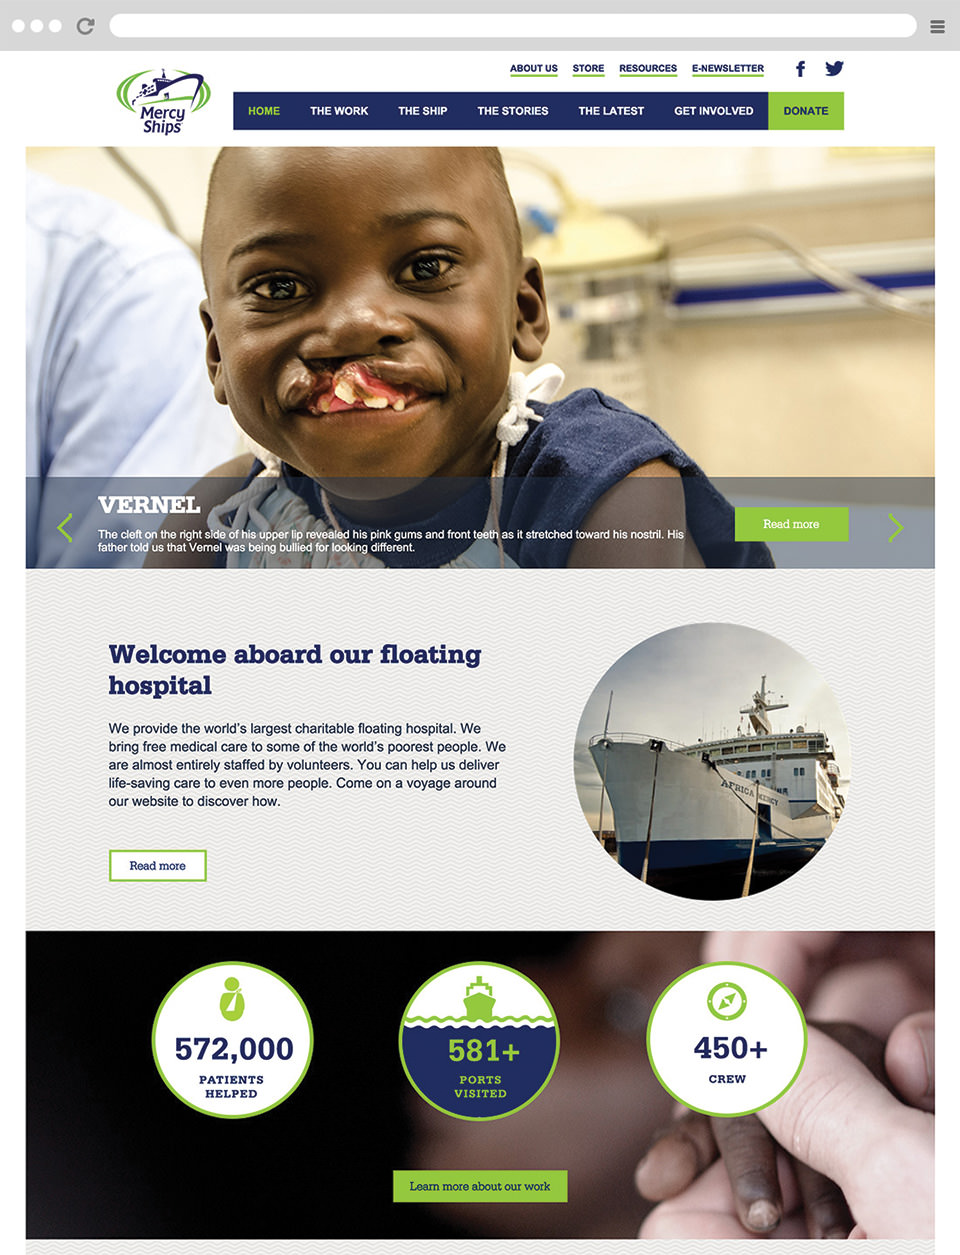 ABOUT US STORE RESOURCES E-NEWSLETTER
Mercy
Ships
HOME THE WORK THE SHIP THE STORIES THE LATEST GET INVOLVED DONATE
VERNEL
The cleft on the right side of his upper lip revealed his pink gums and front teeth as it stretched toward his nostril. His
father told us that Vernel was being bullied for looking different.
Read more
Welcome aboard our floating
hospital
We provide the world's largest charitable floating hospital. We
bring free medical care to some of the world's poorest people. We
are almost entirely staffed by volunteers. You can help us deliver
life-saving care to even more people. Come on a voyage around
our website to discover how.
Read more
AFRICA MERCY
572,000
PATIENTS
HELPED
581+
PORTS
VISITED
450+
CREW
Learn more about our work